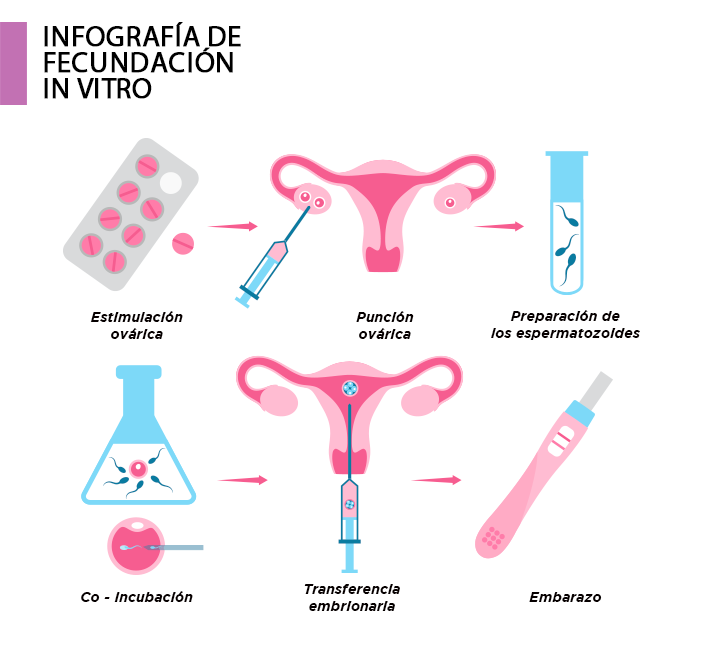 INFOGRAFÍA DE
FECUNDACIÓN
IN VITRO
Estimulación
ovárica
Punción
ovárica
Preparación de
los espermatozoides
Co - Incubación
Transferencia
embrionaria
Embarazo